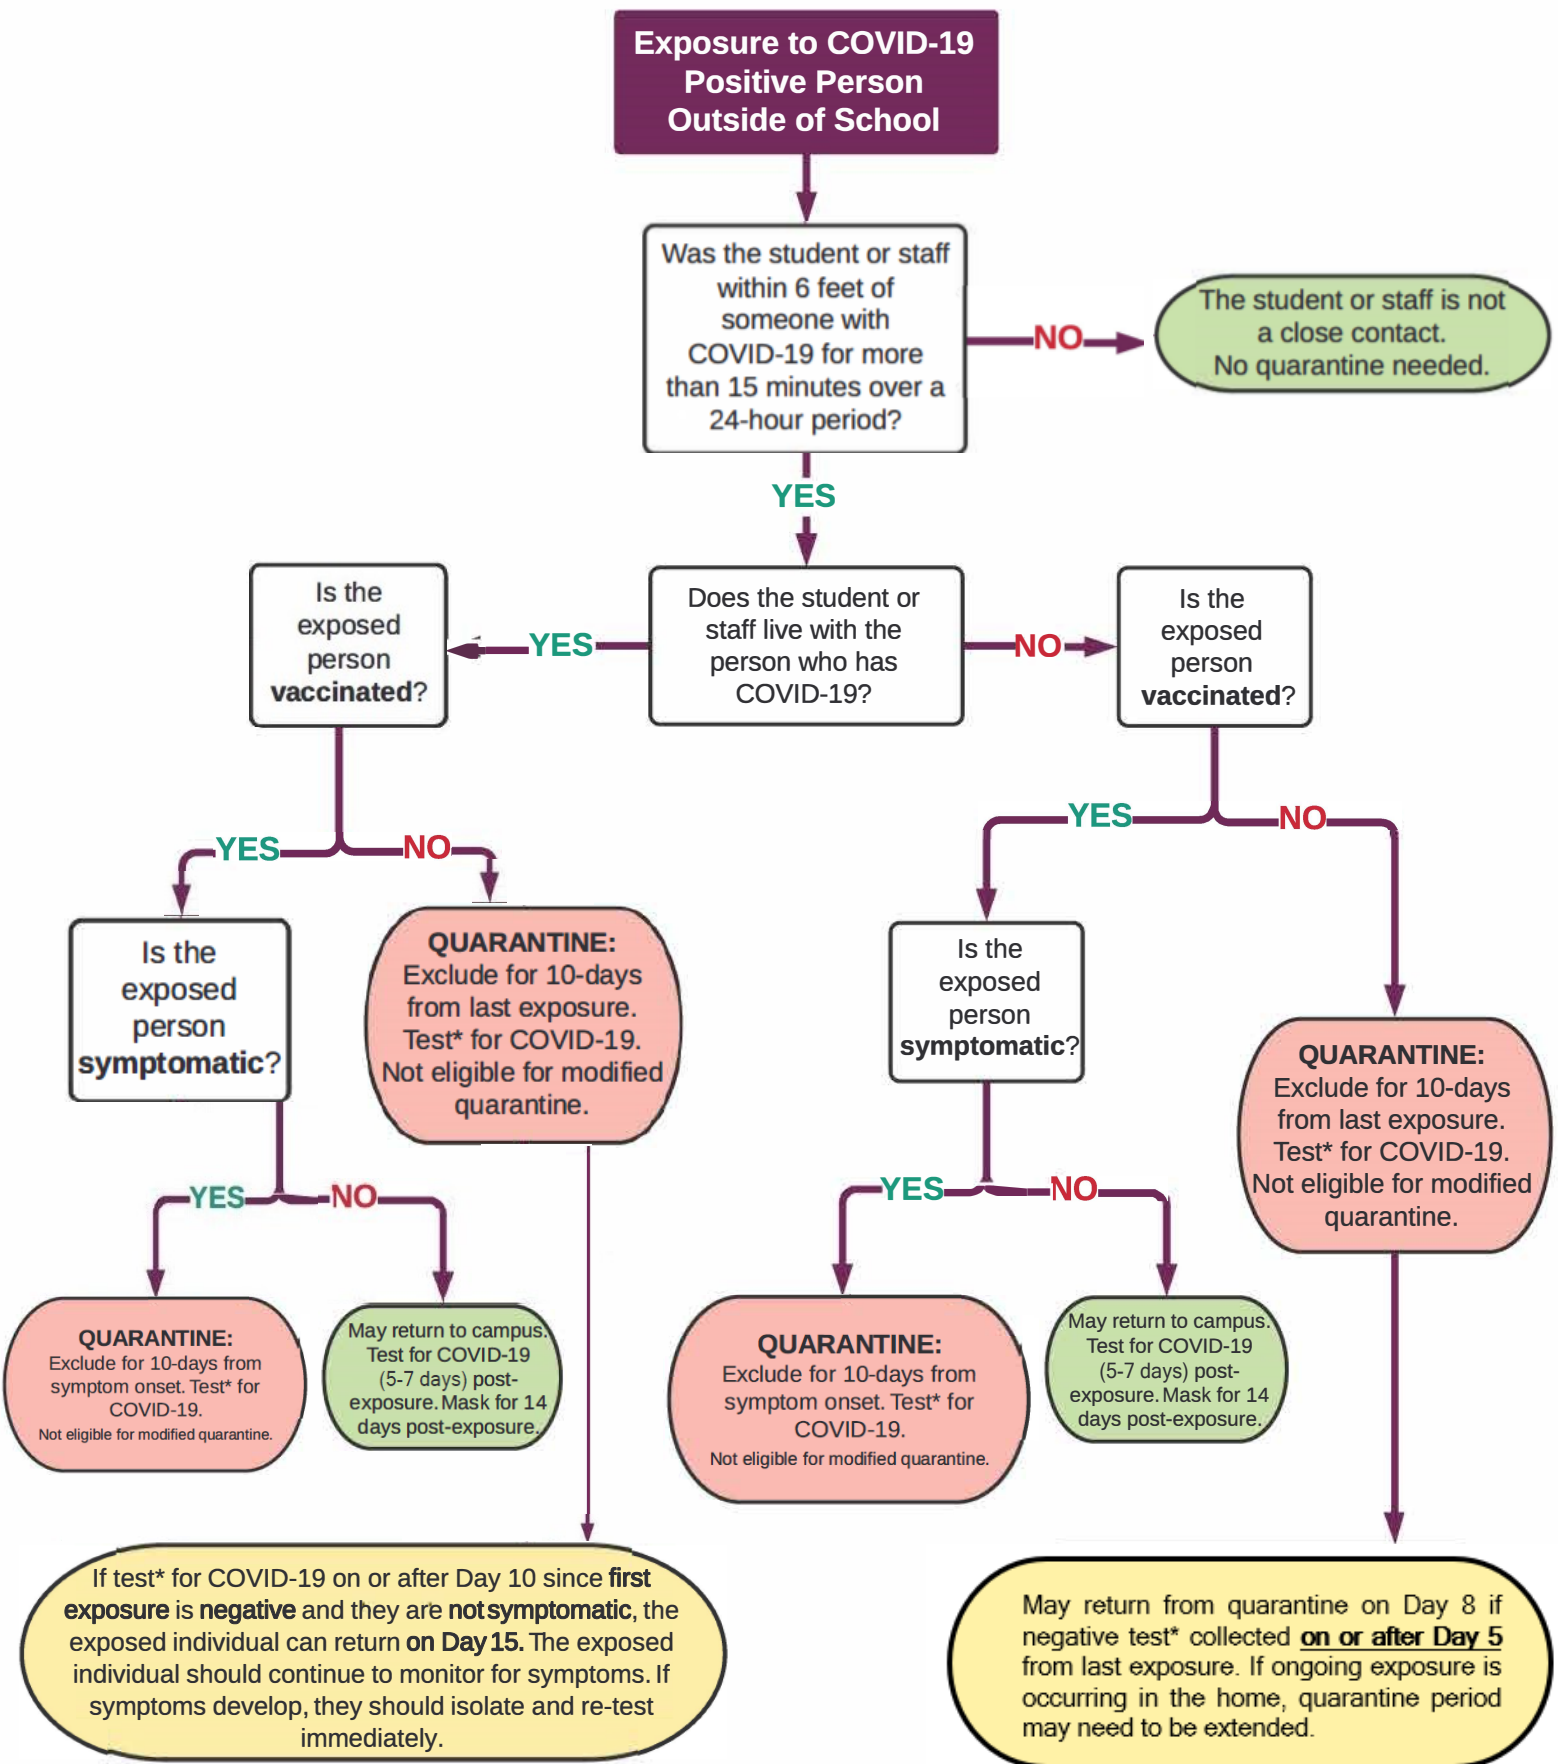 Exposure to COVID-19
Positive Person
Outside of School
Was the student or staff
within 6 feet of
someone with
COVID-19 for more
than 15 minutes over a
24-hour period?
NO
The student or staff is not
a close contact.
No quarantine needed.
YES
Is the
exposed
person
vaccinated?
YES
Does the student or
staff live with the
person who has
COVID-19?
NO
Is the
exposed
person
vaccinated?
YES
NO
YES
NO
Is the
exposed
person
symptomatic?
QUARANTINE:
Exclude for 10-days
from last exposure.
Test* for COVID-19.
Not eligible for modified
quarantine.
Is the
exposed
person
symptomatic?
QUARANTINE:
Exclude for 10-days
from last exposure.
Test* for COVID-19.
Not eligible for modified
quarantine.
YES
NO
YES
NO
QUARANTINE:
Exclude for 10-days from
symptom onset. Test* for
COVID-19.
Not eligible for modified quarantine.
May return to campus.
Test for COVID-19
(5-7 days) post-
exposure. Mask for 14
days post-exposure.
QUARANTINE:
Exclude for 10-days from
symptom onset. Test* for
COVID-19.
Not eligible for modified quarantine.
May return to campus.
Test for COVID-19
(5-7 days) post-
exposure. Mask for 14
days post-exposure.
If test* for COVID-19 on or after Day 10 since first
exposure is negative and they are not symptomatic, the
exposed individual can return on Day 15. The exposed
individual should continue to monitor for symptoms. If
symptoms develop, they should isolate and re-test
immediately.
May return from quarantine on Day 8 if
negative test* collected on or after Day 5
from last exposure. If ongoing exposure is
occurring in the home, quarantine period
may need to be extended.